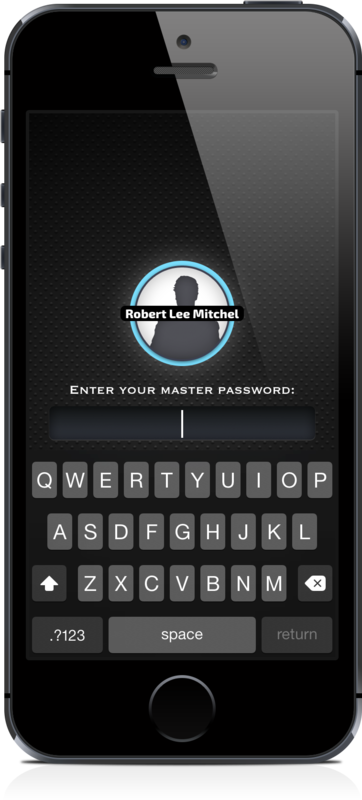 Robert Lee Mitchel
ENTER YOUR MASTER PASSWORD:
Q W E R T Y U I O P
A S D F G H J K L
Z X C V B N M
.?123 space return